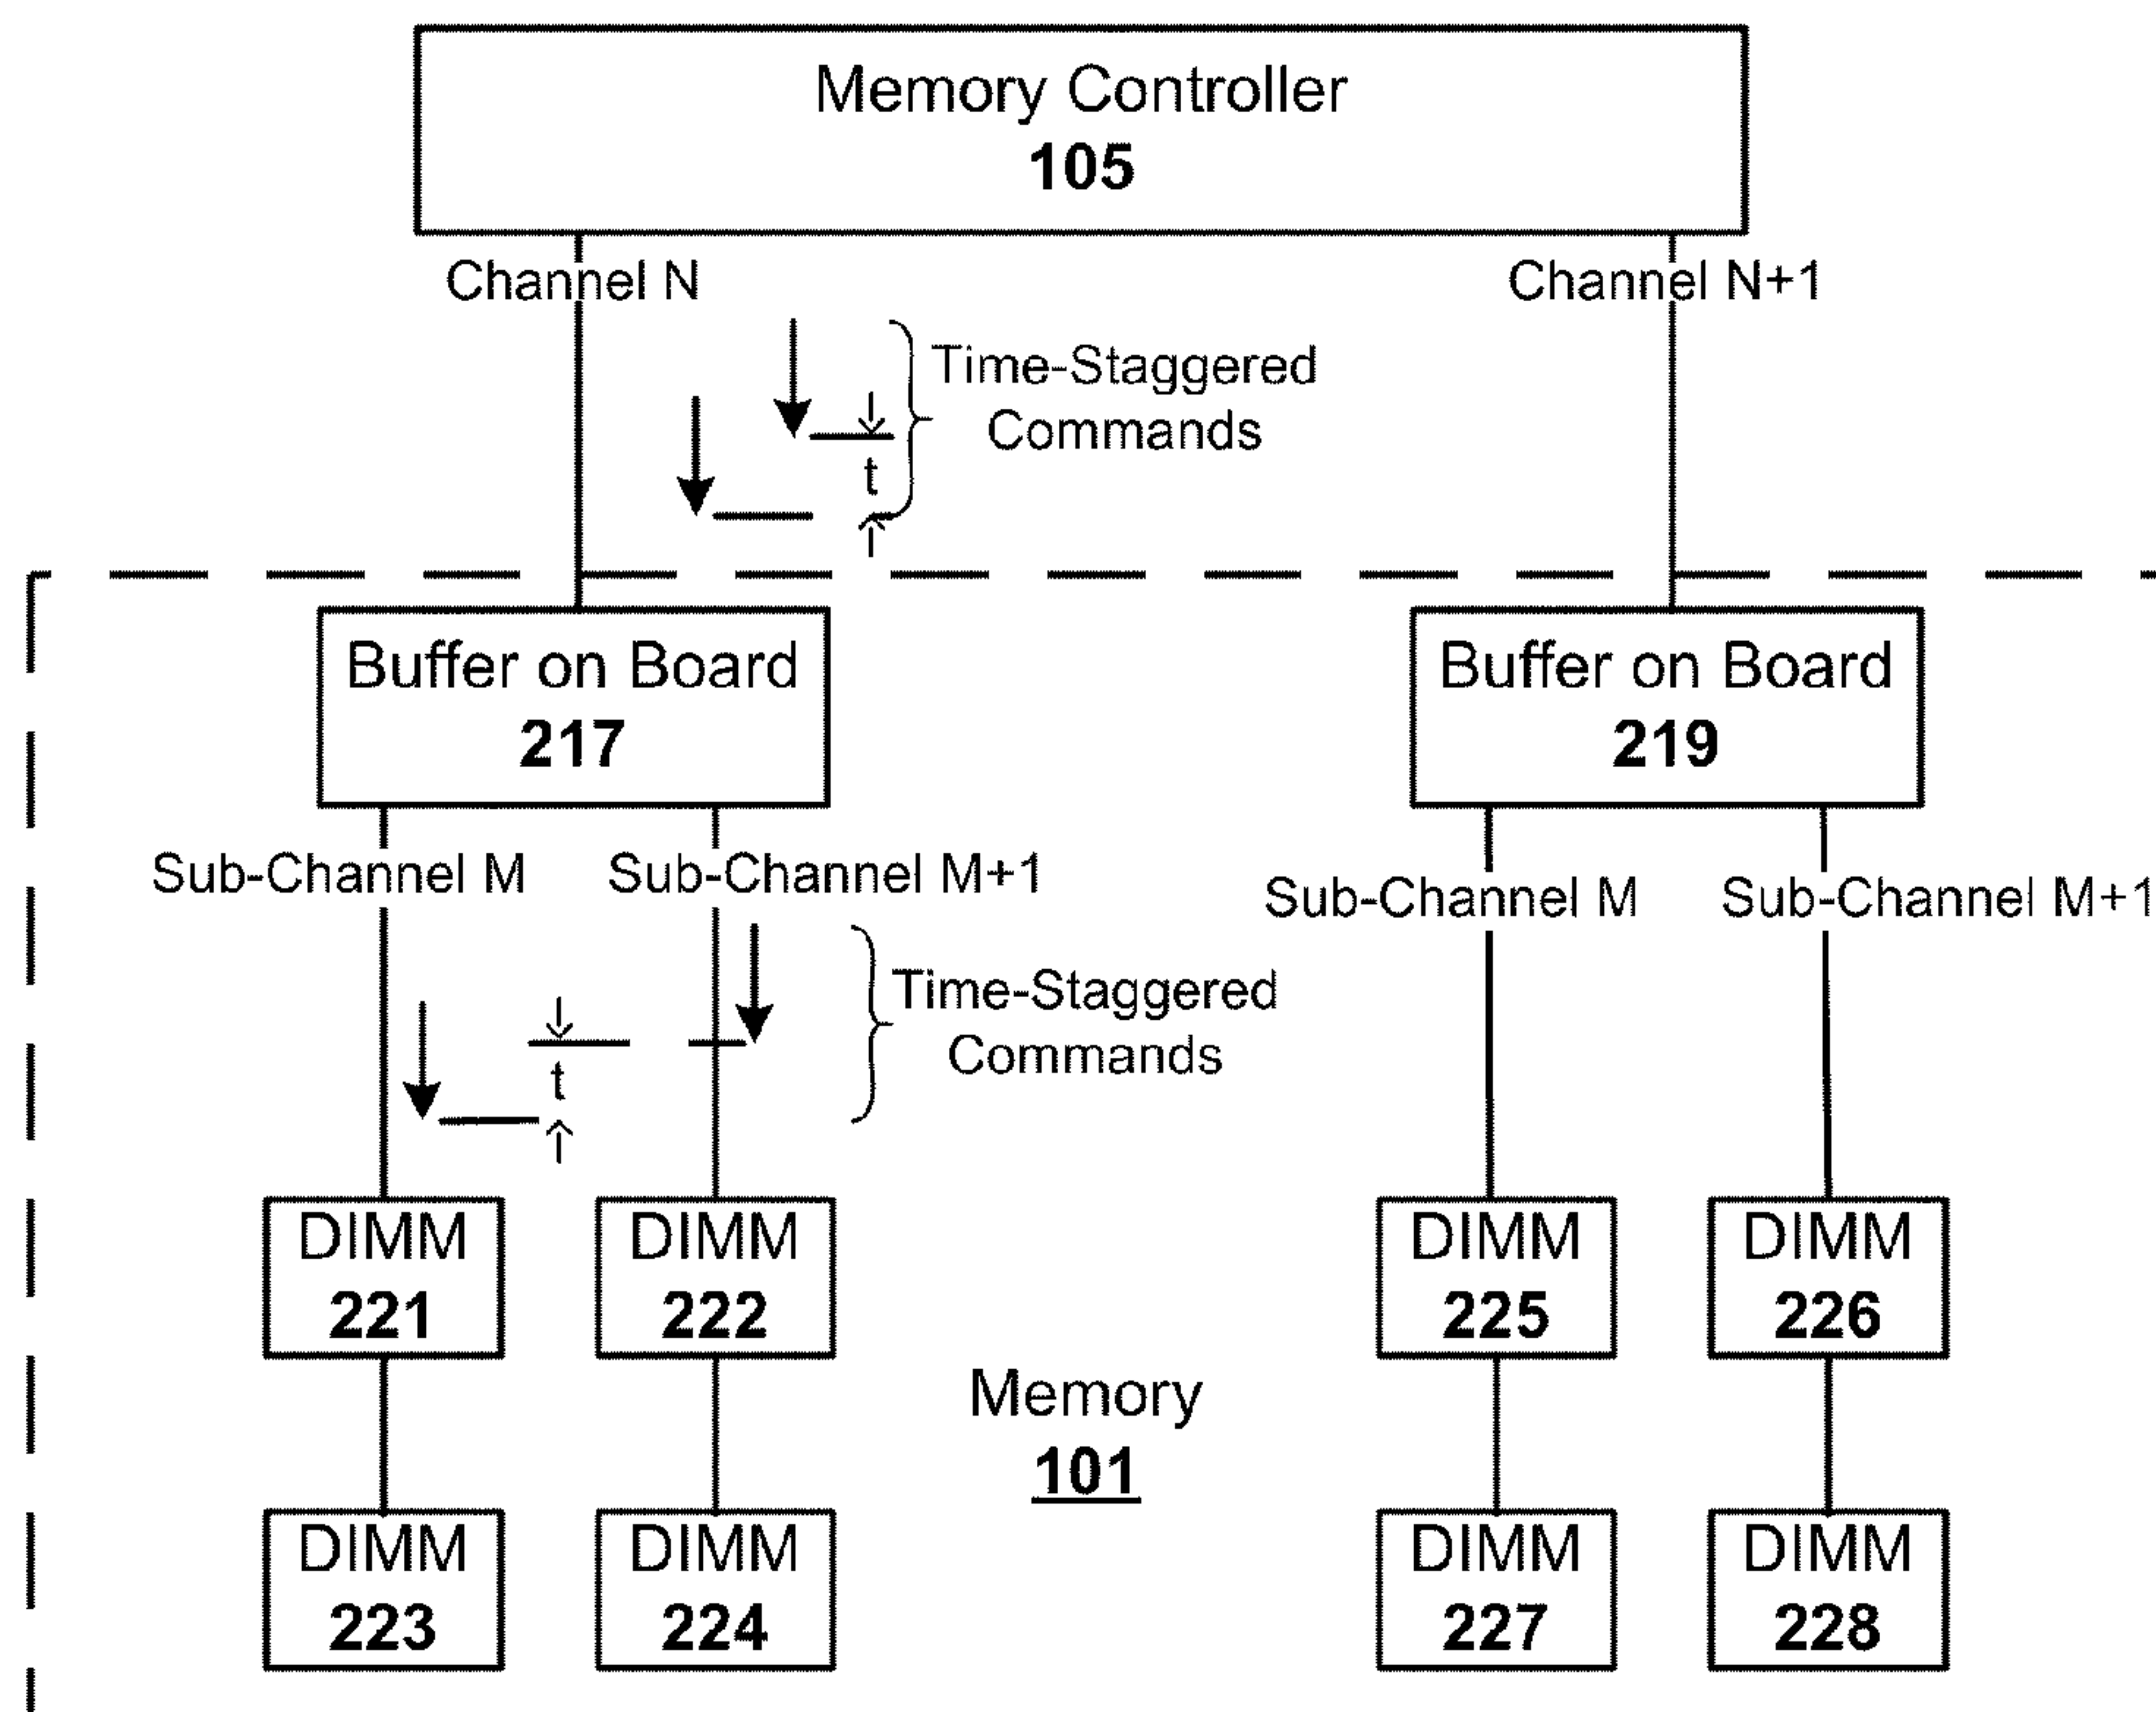 Memory Controller
105
Channel N
Channel N+1
Time-Staggered
Commands
t
Buffer on Board
217
Buffer on Board
219
Sub-Channel M
Sub-Channel M+1
Sub-Channel M
Sub-Channel M+1
Time-Staggered
Commands
t
DIMM
221
DIMM
222
DIMM
225
DIMM
226
Memory
101
DIMM
223
DIMM
224
DIMM
227
DIMM
228